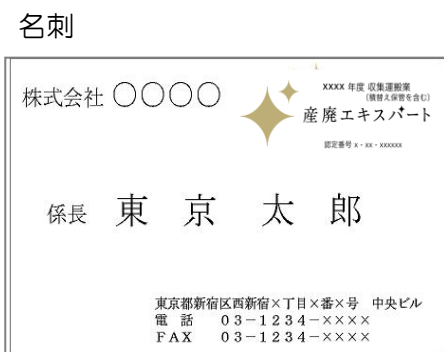 名刺
株式会社 〇〇〇〇
XXXX 年度 収集運搬業
(積替え保管を含む)
産廃エキスパート
認定番号 x - xx - xxxxxx
係長 東 京 太 郎
東京都新宿区西新宿×丁目×番×号 中央ビル
電 話 03-1234-××××
FAX 03-1234-××××